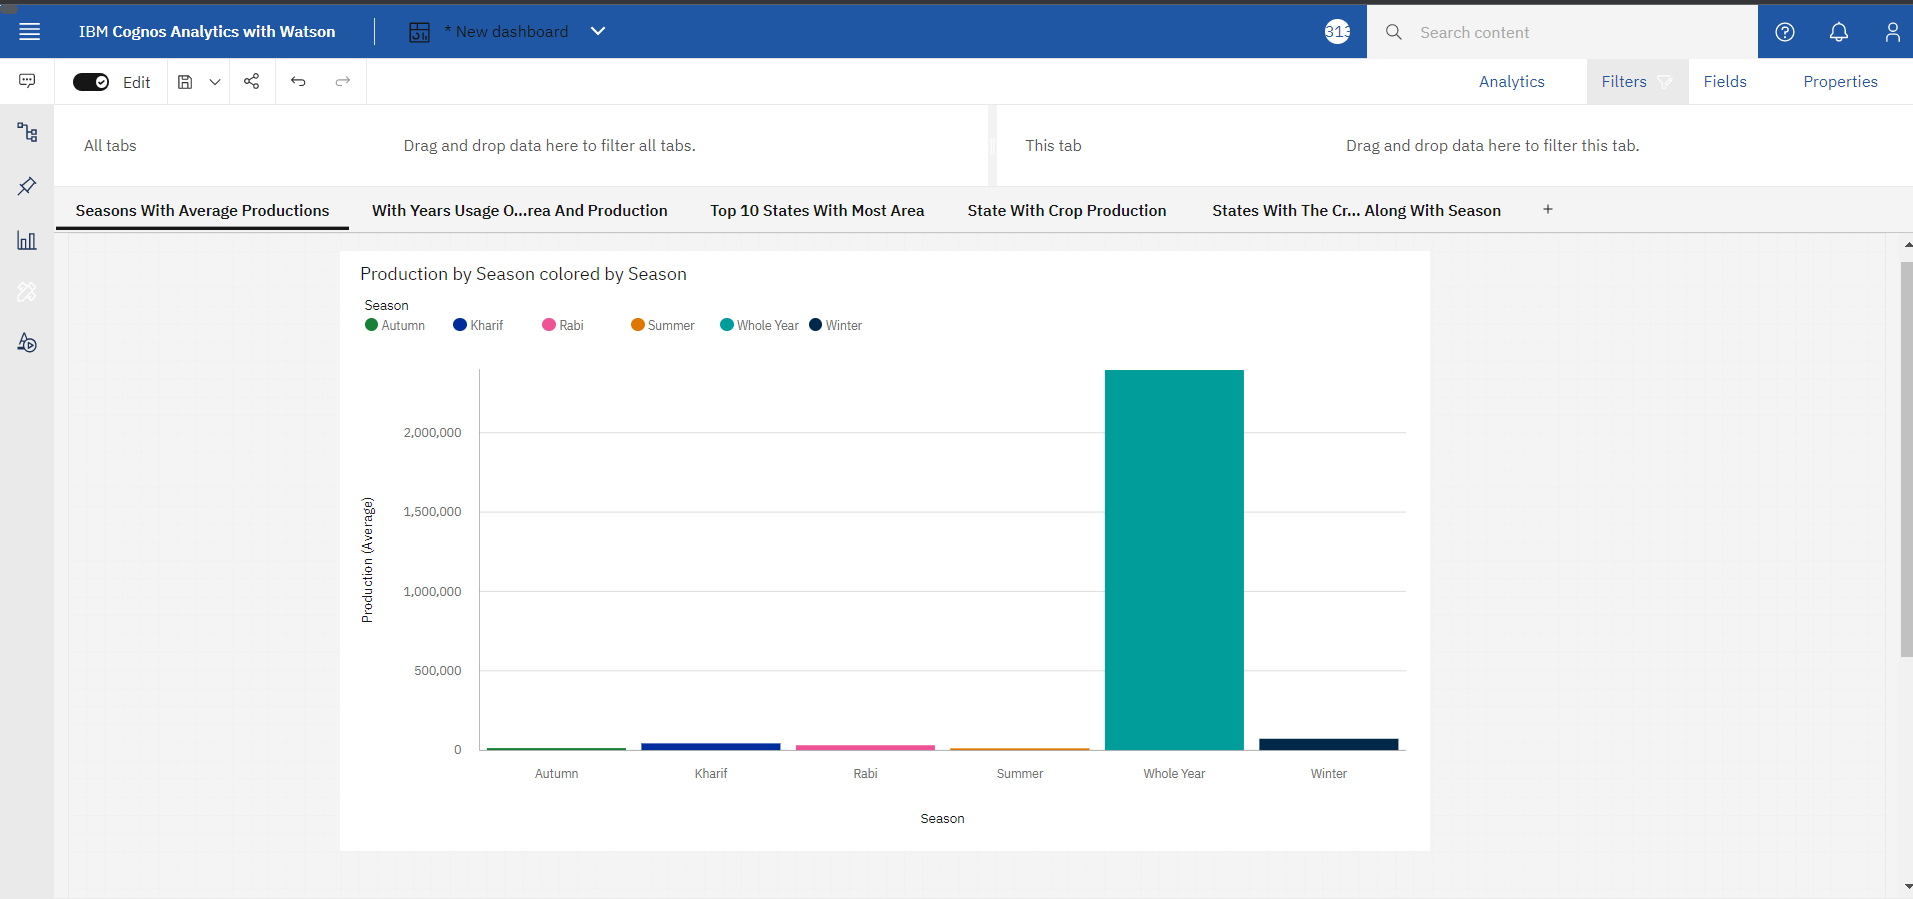 IBM Cognos Analytics with Watson
* New dashboard
313
Search content
Edit
Analytics
Filters
Fields
Properties
All tabs
Drag and drop data here to filter all tabs.
This tab
Drag and drop data here to filter this tab.
Seasons With Average Productions
With Years Usage O...rea And Production
Top 10 States With Most Area
State With Crop Production
States With The Cr... Along With Season
+
Production by Season colored by Season
Season
Autumn
Kharif
Rabi
Summer
Whole Year
Winter
Production (Average)
2,000,000
1,500,000
1,000,000
500,000
0
Autumn
Kharif
Rabi
Summer
Whole Year
Winter
Season